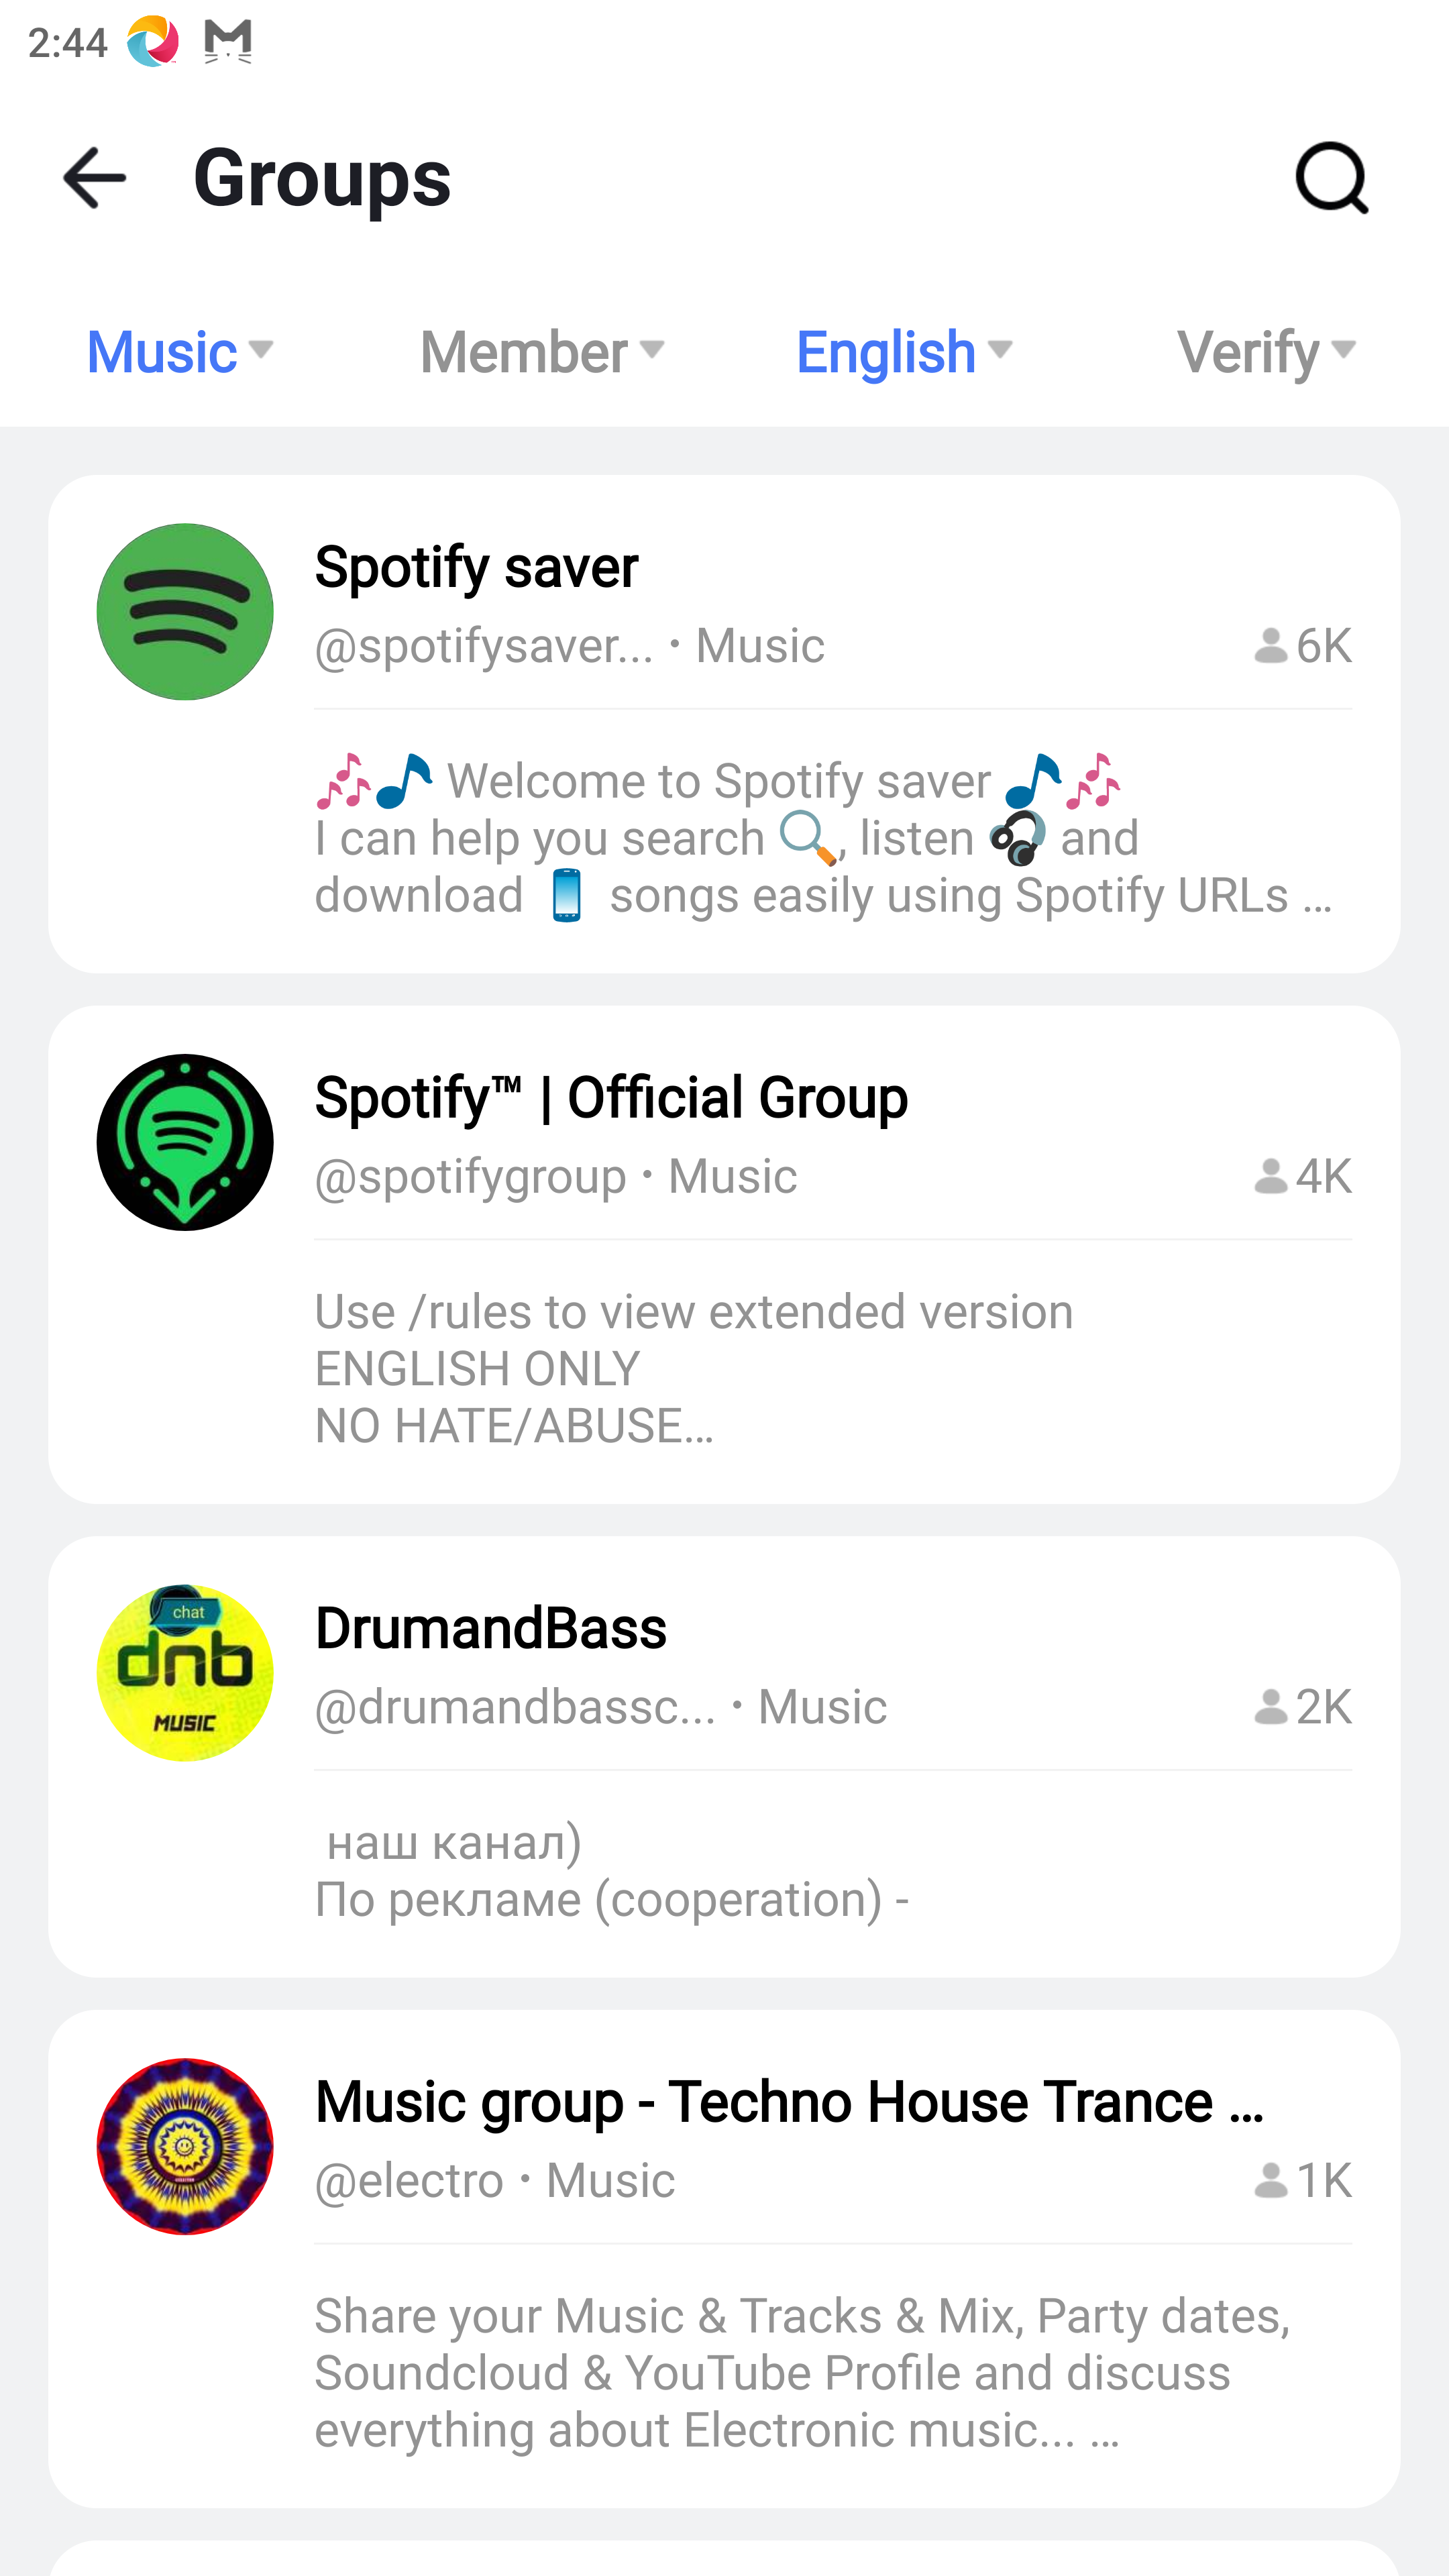 2:44
Groups
Music
Member
English
Verify
Spotify saver
@spotifysaver... • Music
6K
🎶🎵 Welcome to Spotify saver 🎵🎶
I can help you search 🔍, listen 🎧 and
download 📱 songs easily using Spotify URLs ...
Spotify™ | Official Group
@spotifygroup • Music
4K
Use /rules to view extended version
ENGLISH ONLY
NO HATE/ABUSE...
chat
dnb
MUSIC
DrumandBass
@drumandbassc... • Music
2K
наш канал)
По рекламе (cooperation) -
Music group - Techno House Trance ...
@electro • Music
1K
Share your Music & Tracks & Mix, Party dates,
Soundcloud & YouTube Profile and discuss
everything about Electronic music... ...